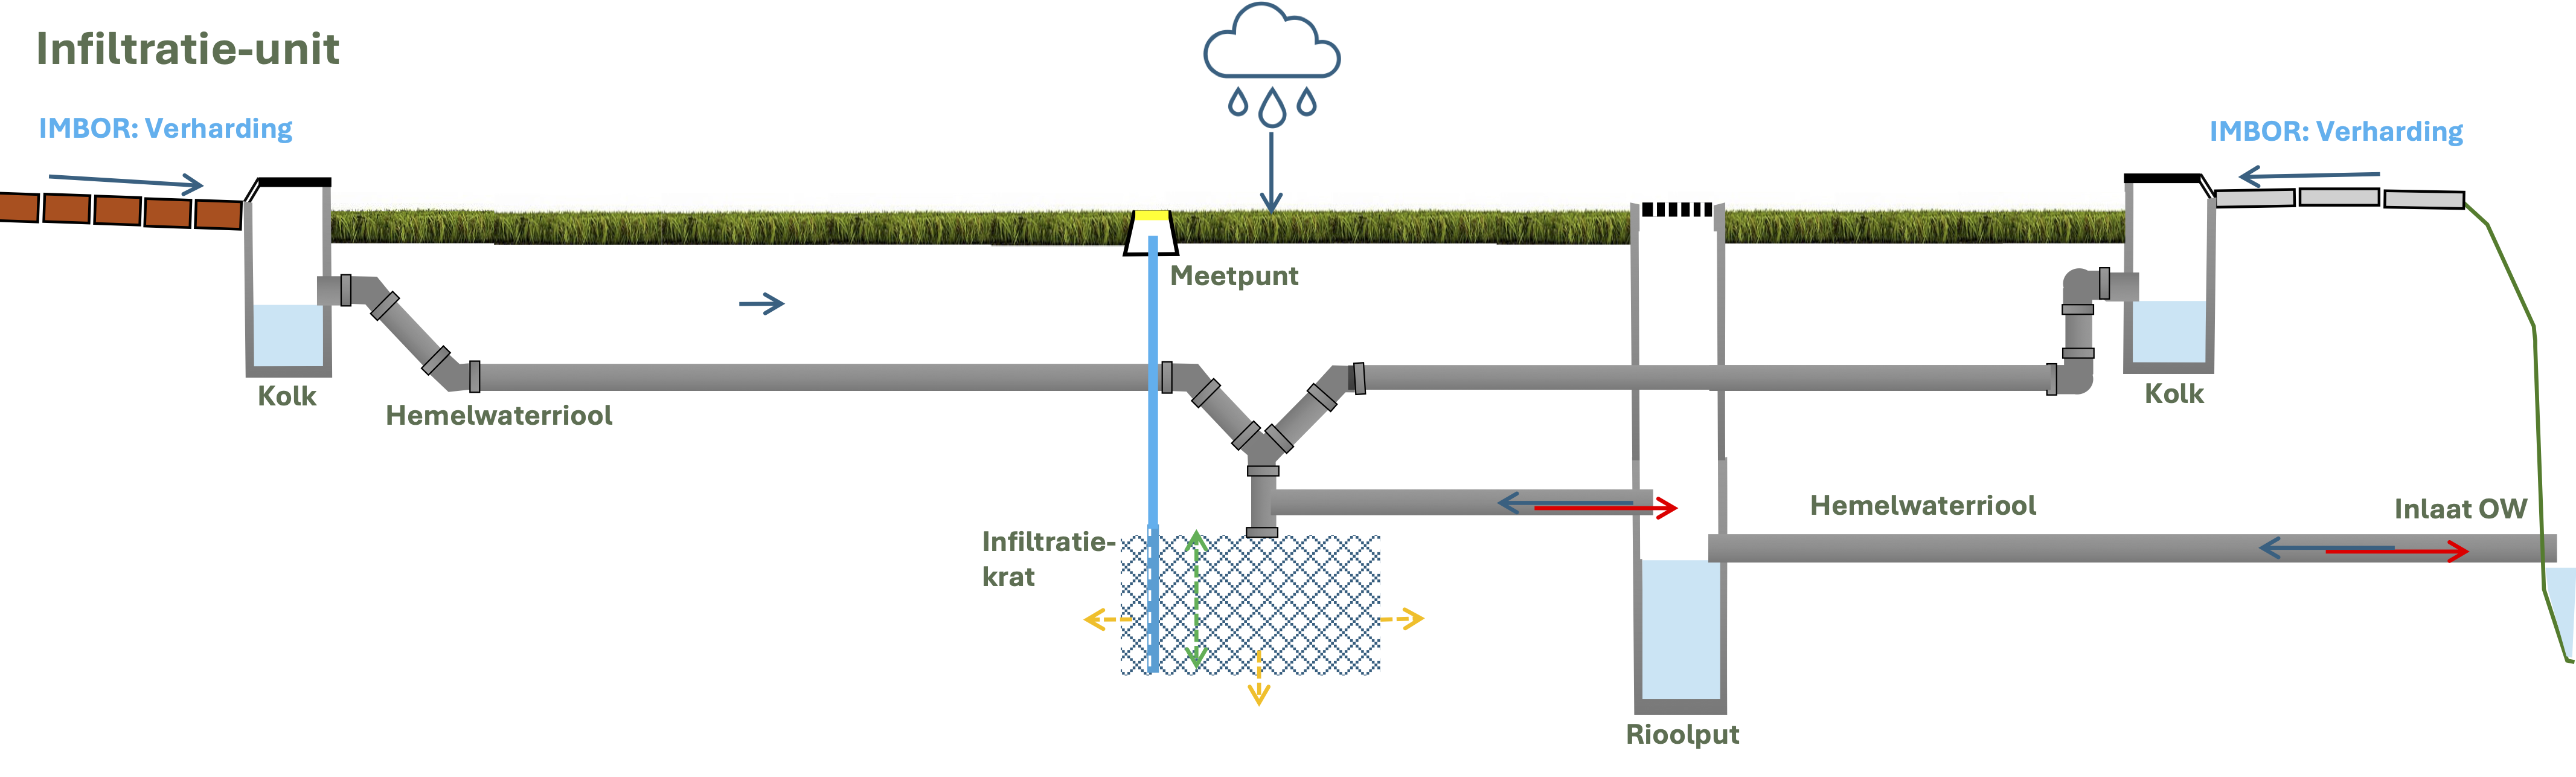 Infiltratie-unit
IMBOR: Verharding
IMBOR: Verharding
Meetpunt
Kolk
Hemelwaterriool
Kolk
Hemelwaterriool
Inlaat OW
Infiltratie-
krat
Rioolput